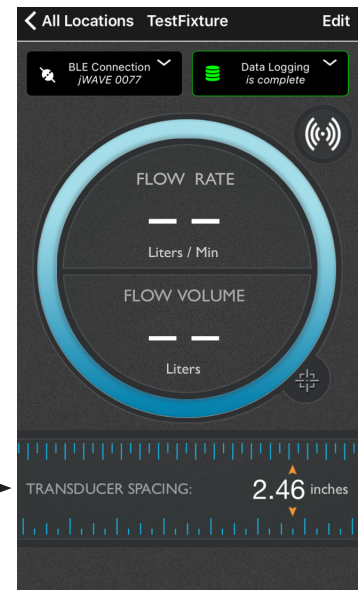 All Locations TestFixture Edit
BLE Connection
jWAVE 0077
Data Logging
is complete
FLOW RATE
— —
Liters / Min
FLOW VOLUME
— —
Liters
TRANSDUCER SPACING: 2.46 inches